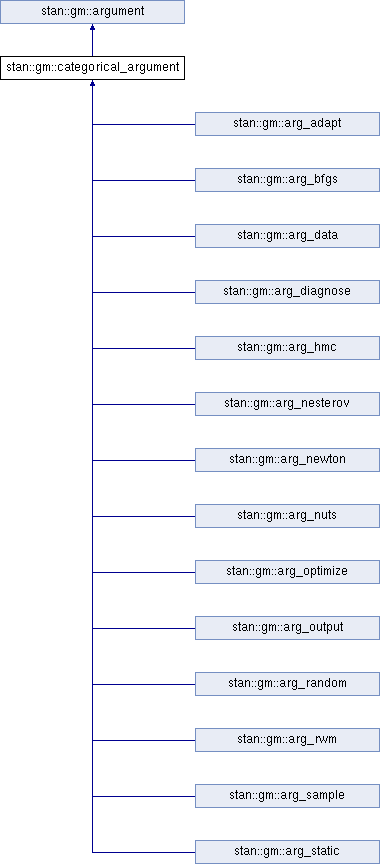 stan::gm::argument
stan::gm::categorical_argument
stan::gm::arg_adapt
stan::gm::arg_bfgs
stan::gm::arg_data
stan::gm::arg_diagnose
stan::gm::arg_hmc
stan::gm::arg_nesterov
stan::gm::arg_newton
stan::gm::arg_nuts
stan::gm::arg_optimize
stan::gm::arg_output
stan::gm::arg_random
stan::gm::arg_rwm
stan::gm::arg_sample
stan::gm::arg_static